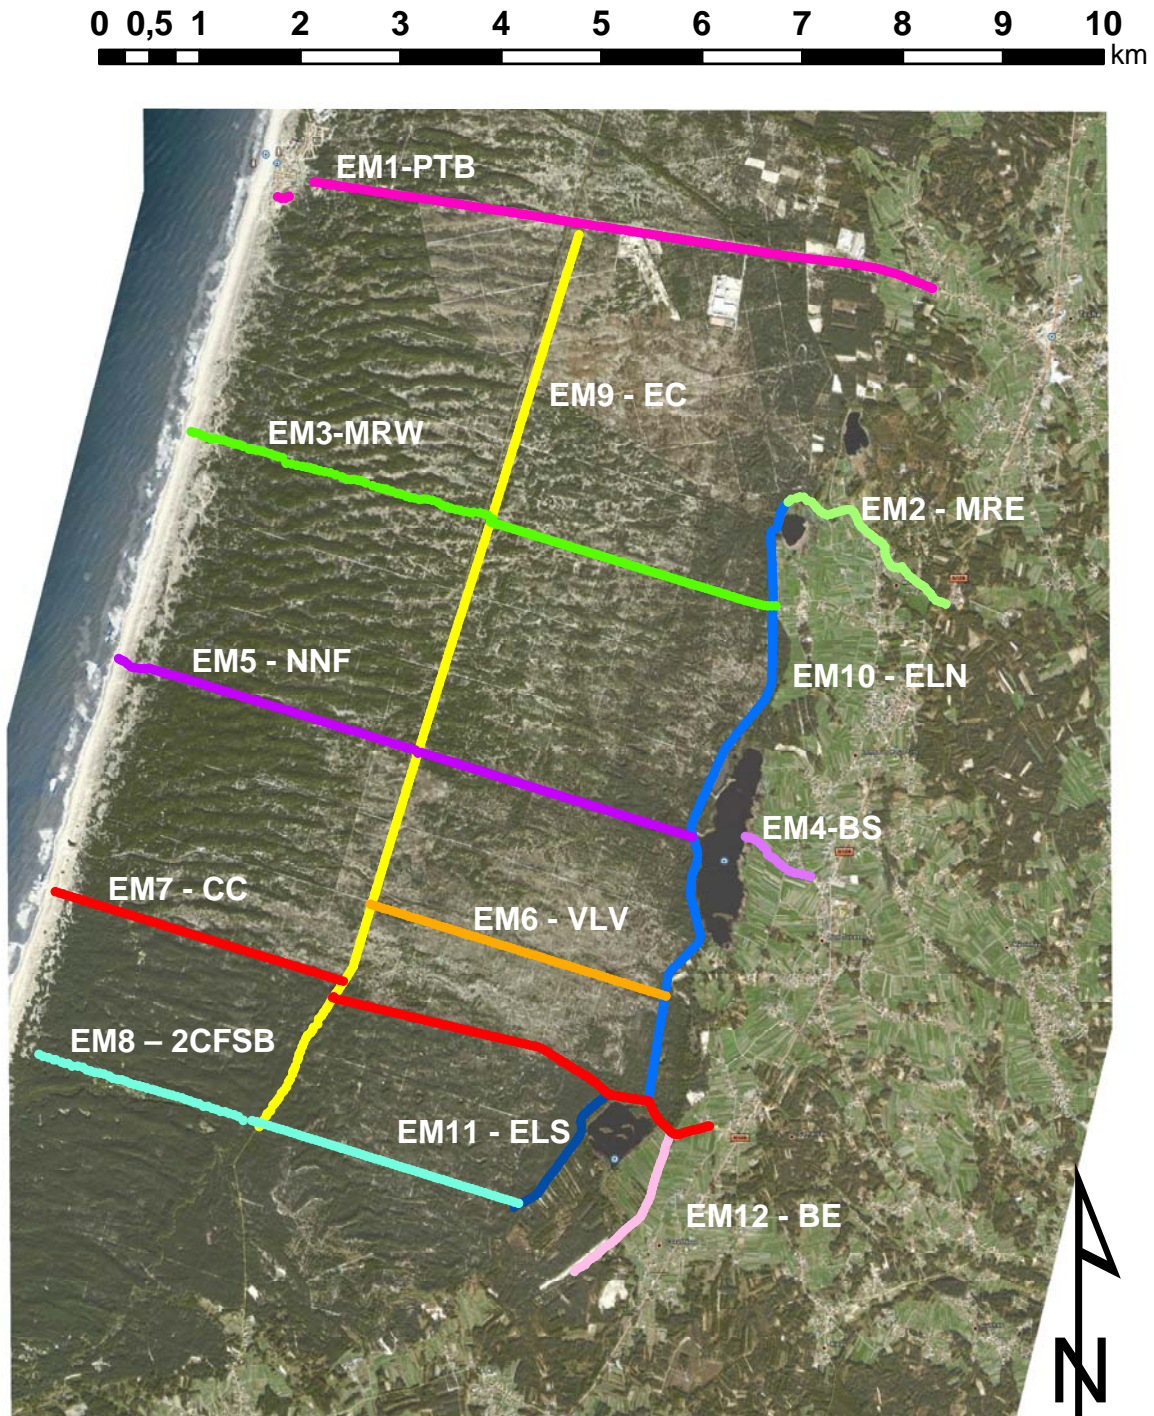 0 0,5 1 2 3 4 5 6 7 8 9 10
km
EM1-PTB
EM9 - EC
EM3-MRW
EM2 - MRE
EM5 - NNF
EM10 - ELN
EM4-BS
EM7 - CC
EM6 - VLV
EM8 – 2CFSB
EM11 - ELS
EM12 - BE
N